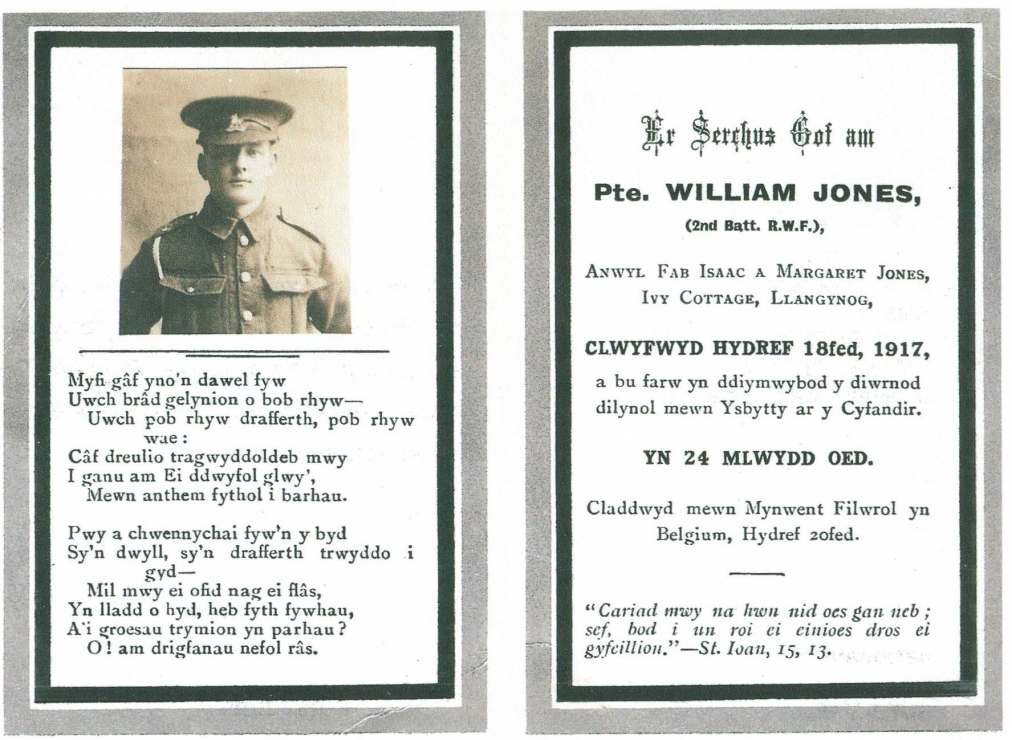 Myfi gâf yno'n dawel fyw
Uwch brâd gelynion o bob rhyw—
Uwch pob rhyw drafferth, pob rhyw
wae:
Câf dreulio tragwyddoldeb mwy
I ganu am Ei ddwyfol glwy',
Mewn anthem fythol i barhau.
Pwy a chwennychai fyw'n y byd
Sy'n dwyll, sy'n drafferth trwyddo i
gyd—
Mil mwy ei ofid nag ei flâs,
Yn lladd o hyd, heb fyth fywhau,
A'i groesau trymion yn parhau?
O! am drigfanau nefol râs.
Er Serchus Gof am
Pte. WILLIAM JONES,
(2nd Batt. R.W.F.),
ANWYL FAB ISAAC A MARGARET JONES,
IVY COTTAGE, LLANGYNOG,
CLWYFWYD HYDREF 18fed, 1917,
a bu farw yn ddiymwybod y diwrnod
dilynol mewn Ysbytty ar y Cyfandir.
YN 24 MLWYDD OED.
Claddwyd mewn Mynwent Filwrol yn
Belgium, Hydref 20fed.
"Cariad mwy na hwn nid oes gan neb;
sef, bod i un roi ei einioes dros ei
gyfeillion."—St. Ioan, 15, 13.